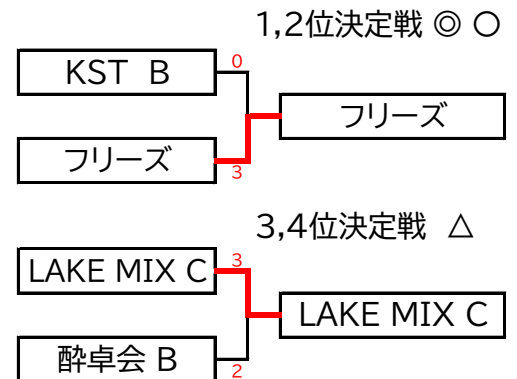 1,2位決定戦 ◎ 〇
KST B
0
フリーズ
フリーズ
3
3,4位決定戦 △
LAKE MIX C
3
LAKE MIX C
酔卓会 B
2